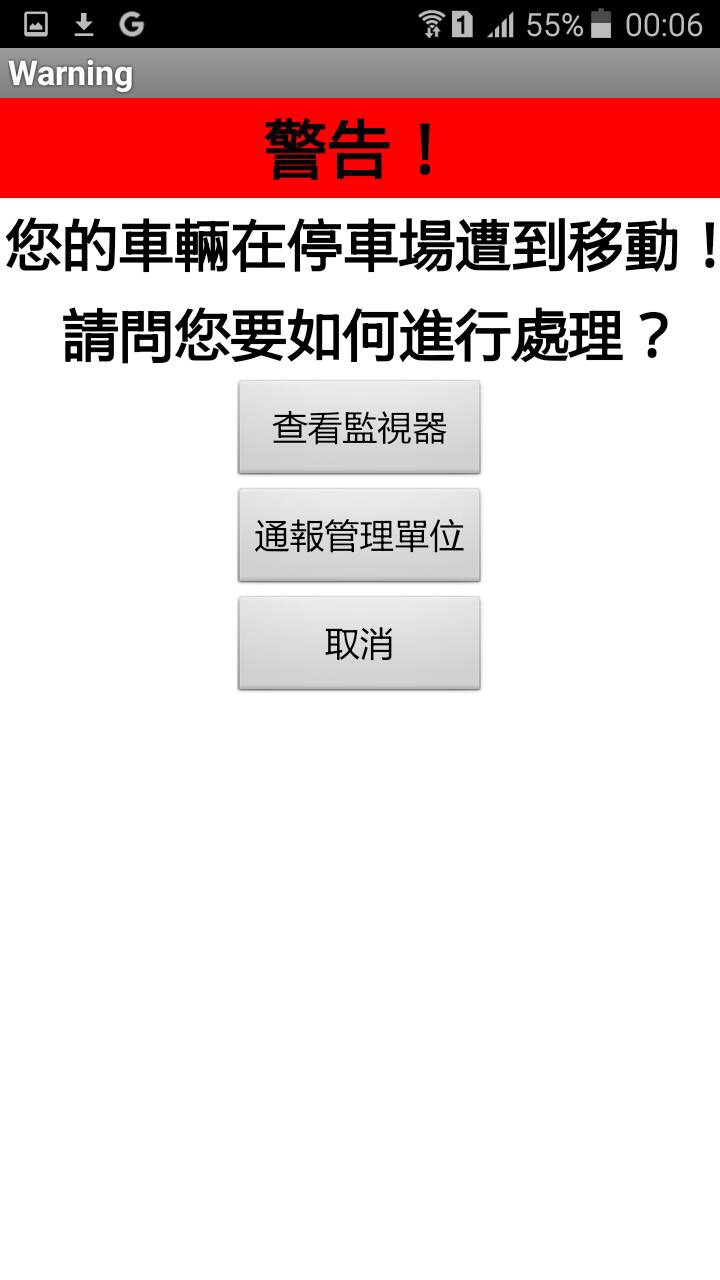 55% 00:06
Warning
警告！
您的車輛在停車場遭到移動！
請問您要如何進行處理？
查看監視器
通報管理單位
取消